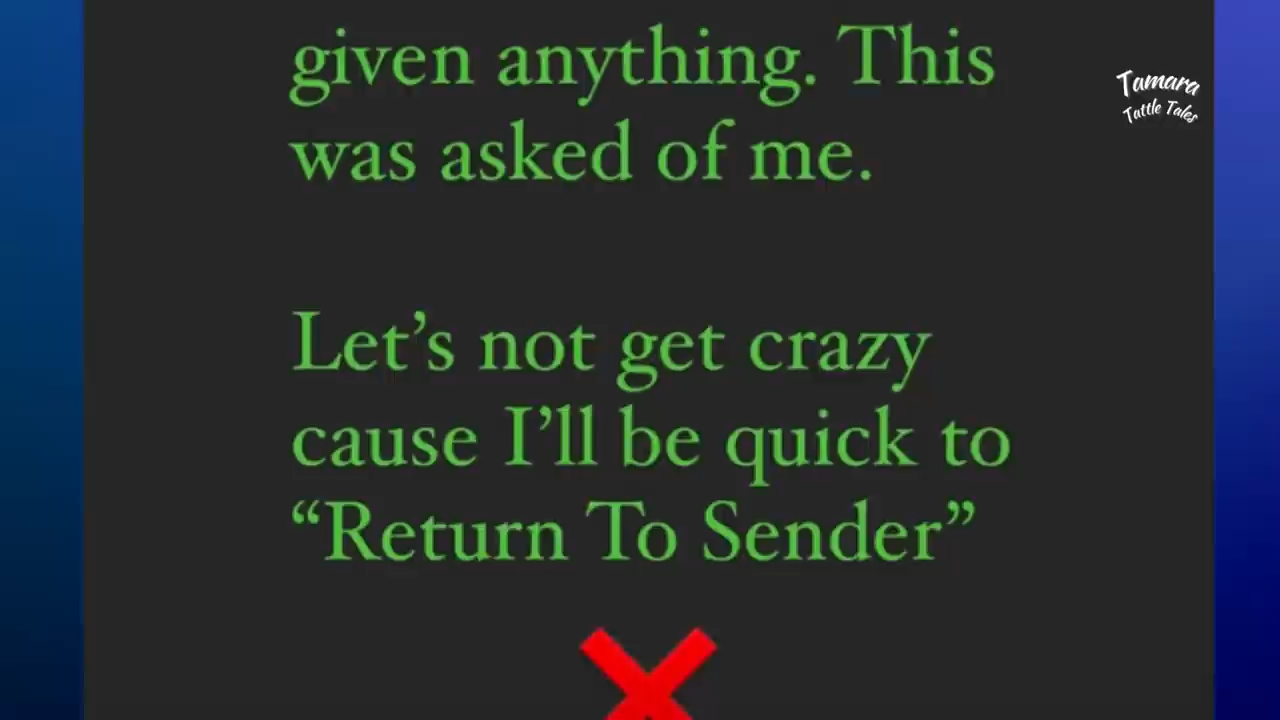 given anything. This
was asked of me.
Let’s not get crazy
cause I’ll be quick to
“Return To Sender”
Tamara
Tattle Tales